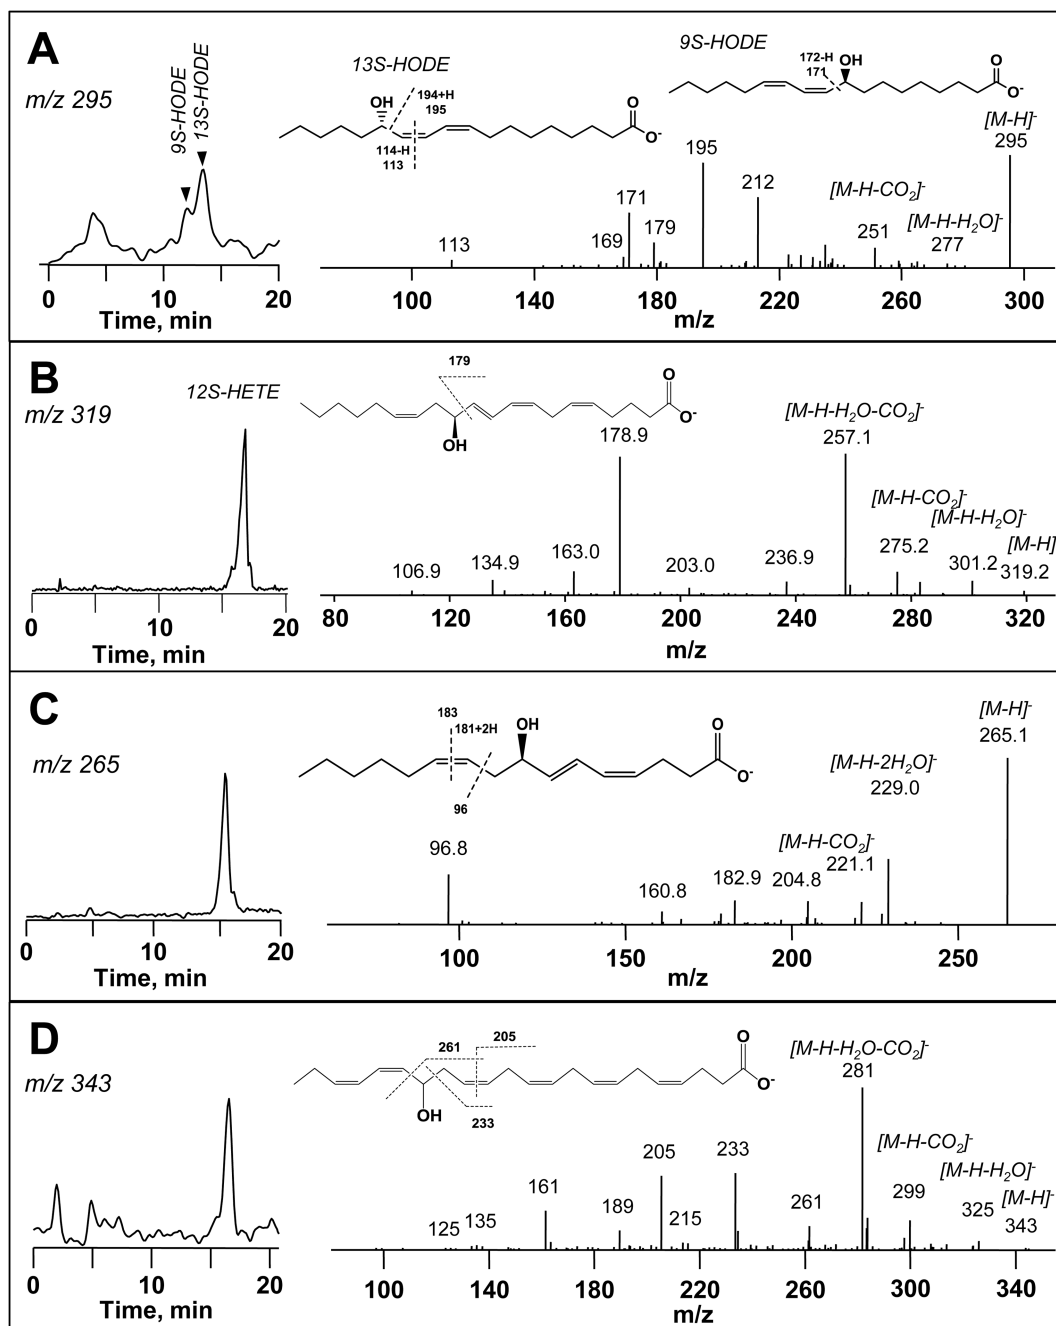 A
m/z 295
9S-HODE
13S-HODE
0 10 20
Time, min
13S-HODE
OH
194+H
195
114-H
113
O
O-
9S-HODE
172-H
171
OH
O
O-
[M-H]-
295
195
212
[M-H-CO2]-
171
251
[M-H-H2O]-
277
169
179
113
100 140 180 220 260 300
m/z
B
m/z 319
12S-HETE
0 10 20
Time, min
179
OH
O
O-
[M-H-H2O-CO2]-
257.1
178.9
[M-H-CO2]-
275.2
[M-H-H2O]-
301.2
[M-H]
319.2
106.9
134.9
163.0
203.0
236.9
80 120 160 200 240 280 320
m/z
C
m/z 265
0 10 20
Time, min
183
181+2H
96
OH
O
O-
[M-H]-
265.1
[M-H-2H2O]-
229.0
[M-H-CO2]-
221.1
96.8
160.8
182.9
204.8
100 150 200 250
m/z
D
m/z 343
0 10 20
Time, min
261
205
233
OH
O
O-
[M-H-H2O-CO2]-
281
[M-H-CO2]-
299
[M-H-H2O]-
325
[M-H]-
343
125
135
161
189
205
215
233
261
100 140 180 220 260 300 340
m/z